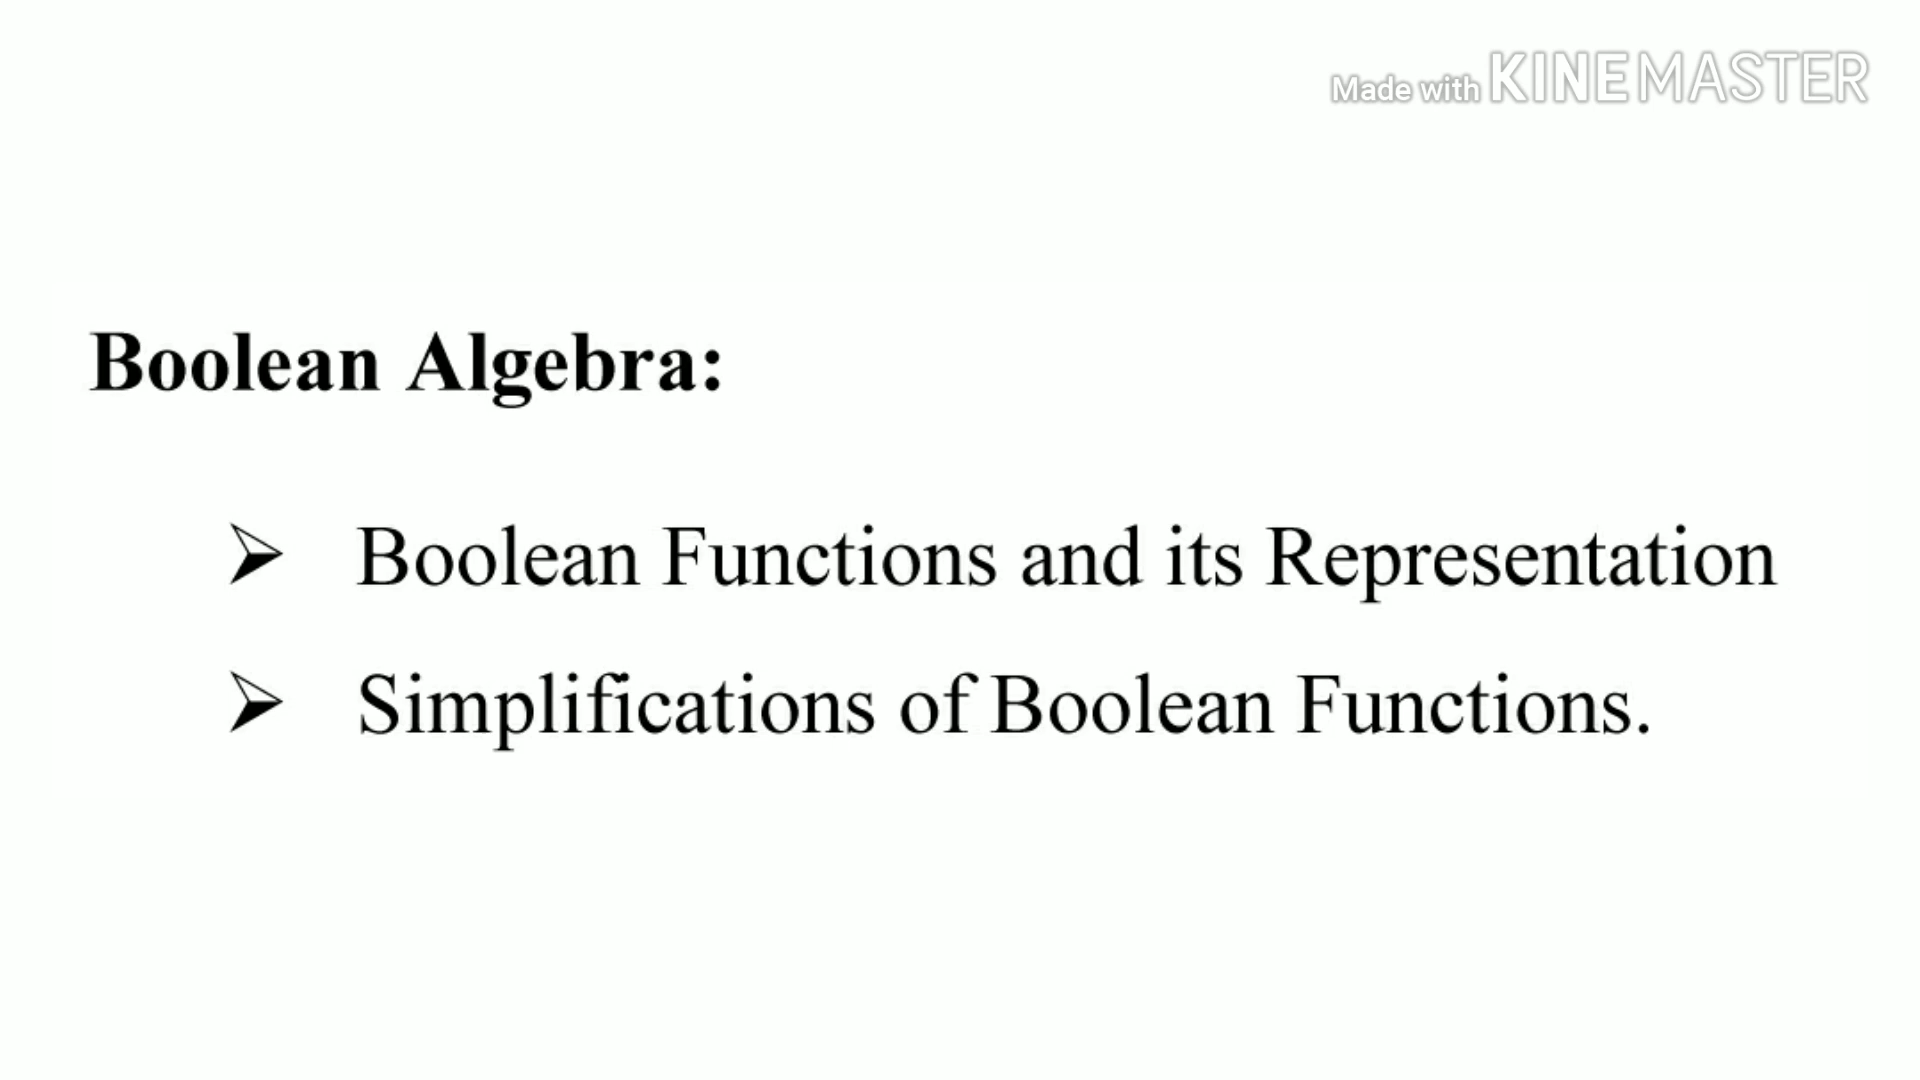 Made with KINEMASTER
Boolean Algebra:
➢ Boolean Functions and its Representation
➢ Simplifications of Boolean Functions.